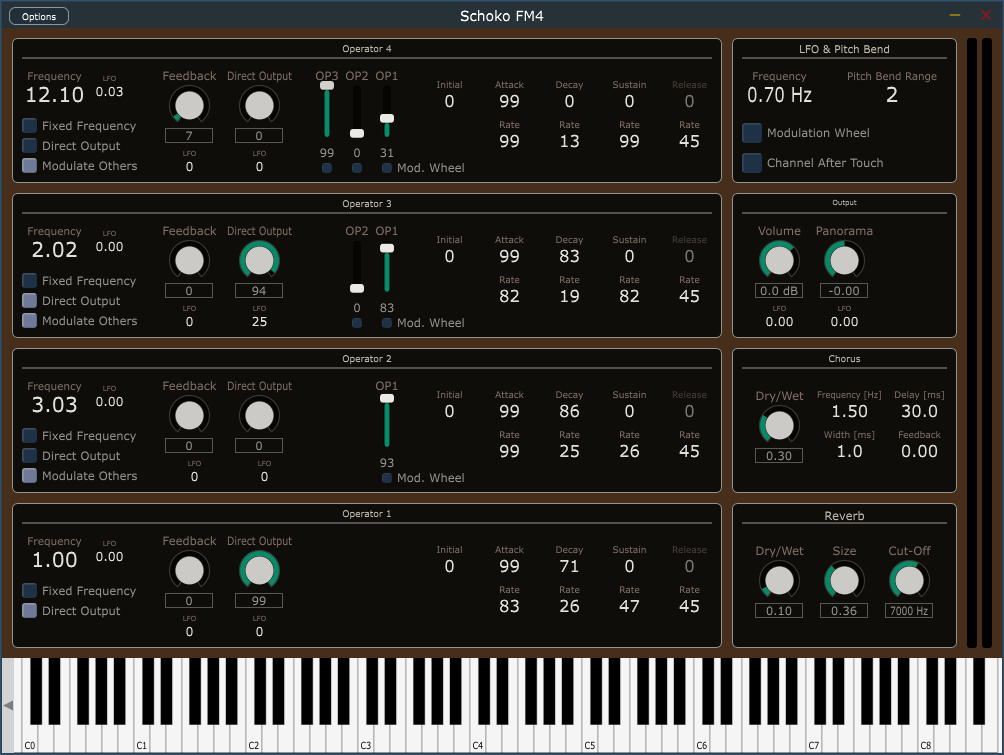 Options
Schoko FM4
Operator 4
Frequency LFO Feedback Direct Output OP3 OP2 OP1 Initial Attack Decay Sustain Release
12.10 0.03 0 99 0 0 0
Fixed Frequency
Direct Output
Modulate Others
7 0
LFO LFO
0 0
99 0 31
Mod. Wheel
Rate Rate Rate Rate
99 13 99 45
Operator 3
Frequency LFO Feedback Direct Output OP2 OP1 Initial Attack Decay Sustain Release
2.02 0.00 0 99 83 0 0
Fixed Frequency
Direct Output
Modulate Others
0 94
LFO LFO
0 25
0 83
Mod. Wheel
Rate Rate Rate Rate
82 19 82 45
Operator 2
Frequency LFO Feedback Direct Output OP1 Initial Attack Decay Sustain Release
3.03 0.00 0 99 86 0 0
Fixed Frequency
Direct Output
Modulate Others
0 0
LFO LFO
0 0
93
Mod. Wheel
Rate Rate Rate Rate
99 25 26 45
Operator 1
Frequency LFO Feedback Direct Output Initial Attack Decay Sustain Release
1.00 0.00 0 99 71 0 0
Fixed Frequency
Direct Output
0 99
LFO LFO
0 0
Rate Rate Rate Rate
83 26 47 45
LFO & Pitch Bend
Frequency Pitch Bend Range
0.70 Hz 2
Modulation Wheel
Channel After Touch
Output
Volume Panorama
0.0 dB -0.00
LFO LFO
0.00 0.00
Chorus
Dry/Wet Frequency [Hz] Delay [ms]
1.50 30.0
Width [ms] Feedback
0.30 1.0 0.00
Reverb
Dry/Wet Size Cut-Off
0.10 0.36 7000 Hz
C0 C1 C2 C3 C4 C5 C6 C7 C8